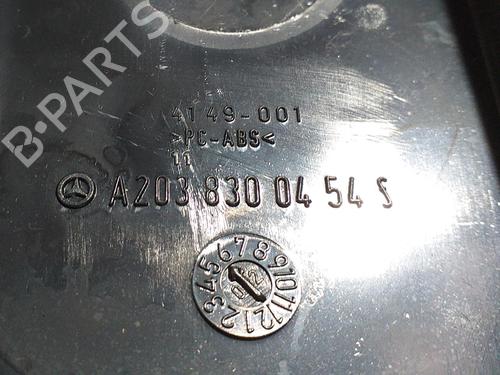 B-PARTS
4149-001
>PC-ABS<
11
A203 830 04 54 S
1 2 3 4 5 6 7 8 9 10 11 12